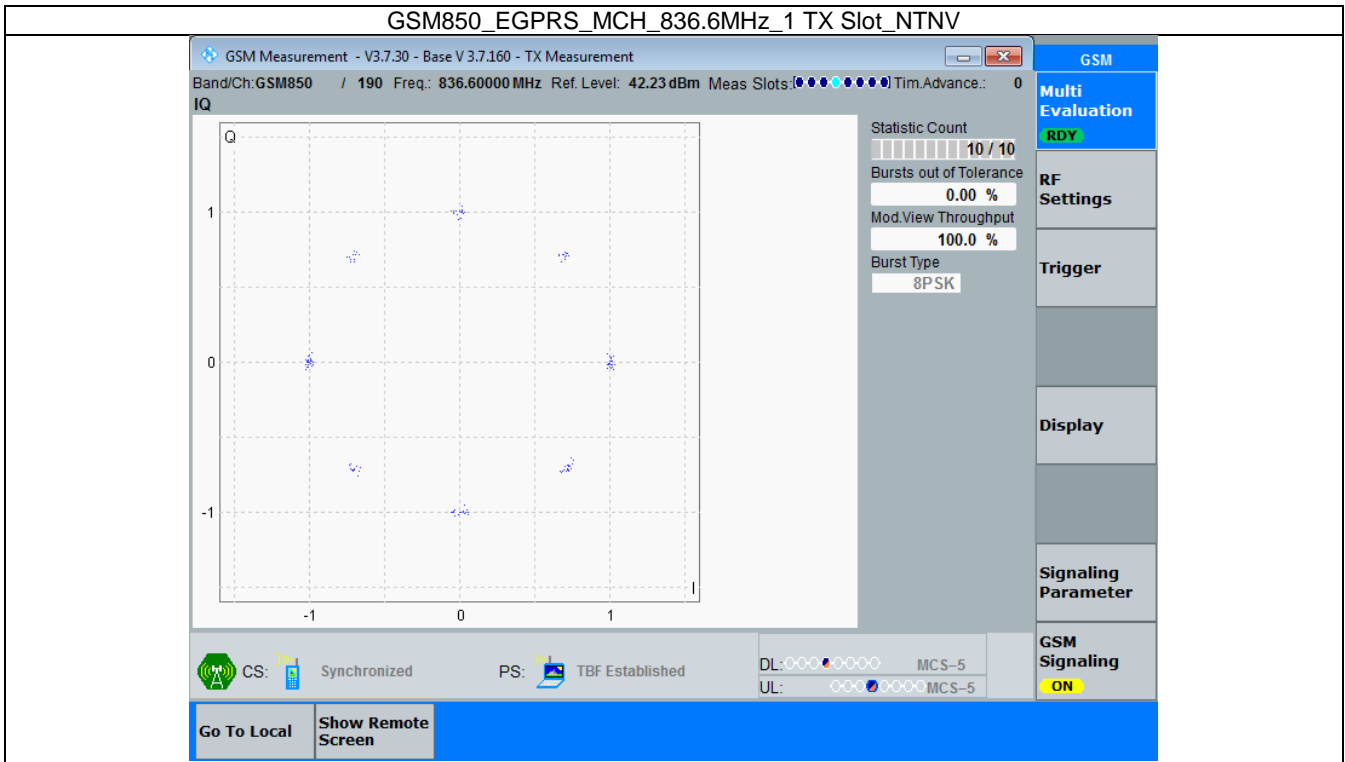 GSM850_EGPRS_MCH_836.6MHz_1 TX Slot_NTNV
GSM Measurement - V3.7.30 - Base V 3.7.160 - TX Measurement
GSM
Band/Ch:GSM850 / 190 Freq.: 836.60000 MHz Ref. Level: 42.23 dBm Meas Slots: Tim.Advance.: 0
IQ
Multi
Evaluation
RDY
Q
Statistic Count
10 / 10
Bursts out of Tolerance
0.00 %
Mod.View Throughput
100.0 %
Burst Type
8PSK
RF
Settings
Trigger
Display
Signaling
Parameter
GSM
Signaling
ON
1
0
-1
I
-1 0 1
CS: Synchronized PS: TBF Established
DL: MCS-5
UL: MCS-5
Go To Local
Show Remote
Screen